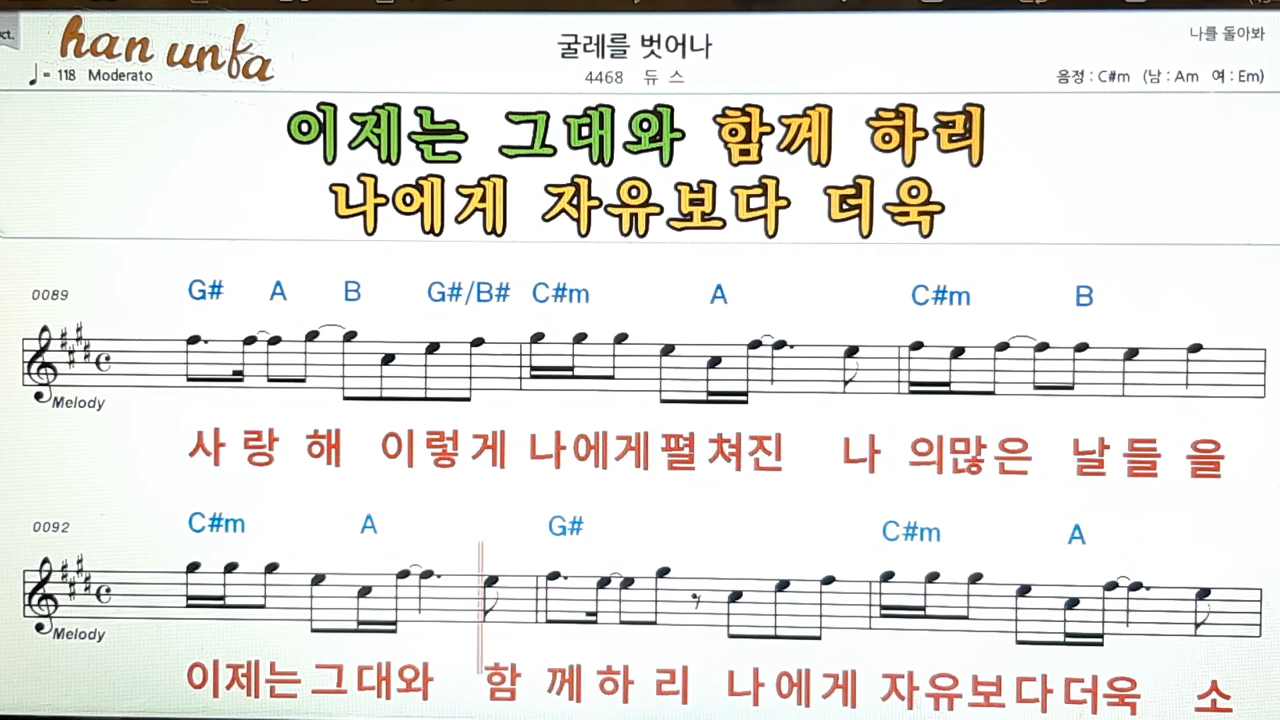 ct.
han unfa
♩= 118 Moderato
굴레를 벗어나
4468 듀 스
나를 돌아봐
음정 : C#m (남 : Am 여 : Em)
이제는 그대와 함께 하리
나에게 자유보다 더욱
0089
G# A B G#/B# C#m A C#m B
Melody
사 랑 해 이 렇 게 나에게 펼 쳐진 나 의많은 날 들 을
0092
C#m A G# C#m A
Melody
이제는 그대와 함 께 하 리 나 에 게 자유보다 더욱 소